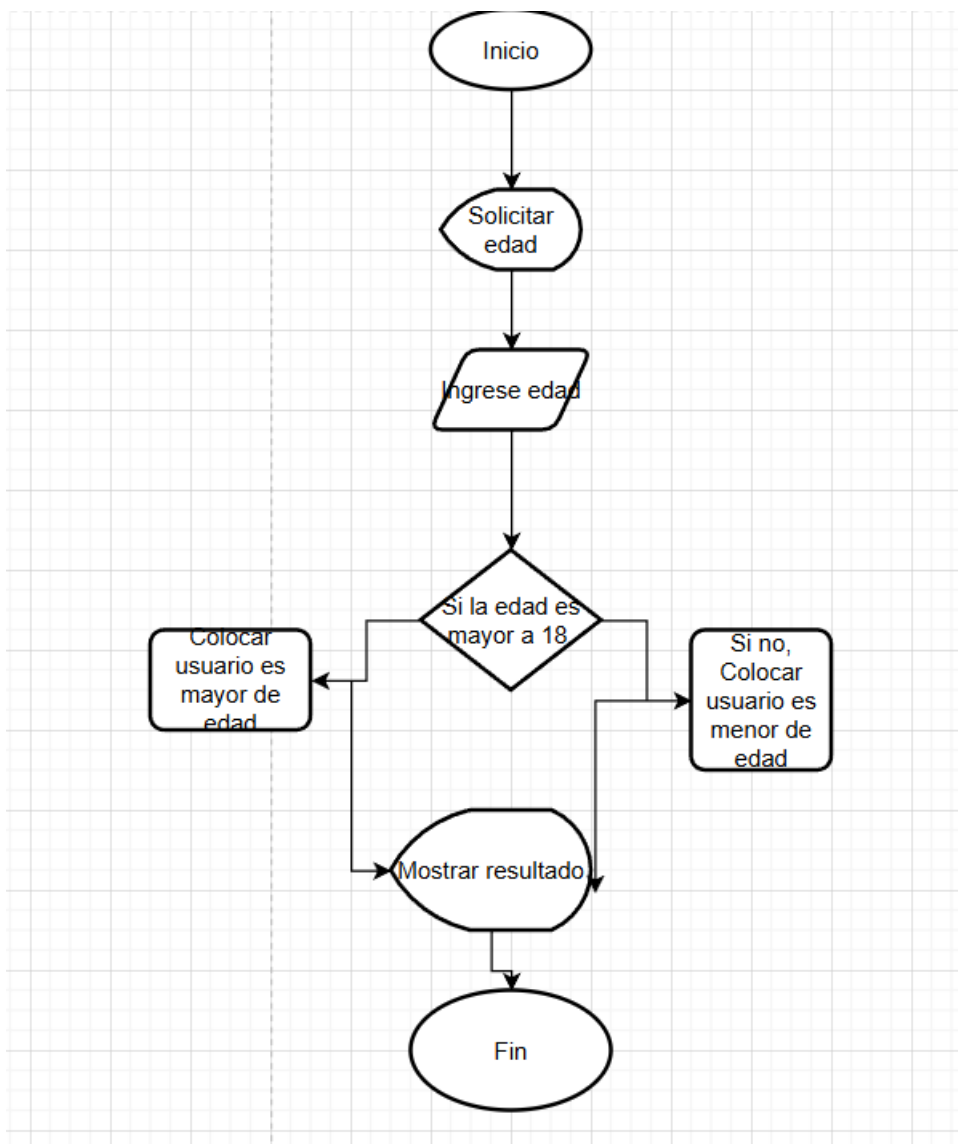 Inicio
Solicitar
edad
Ingrese edad
Si la edad es
mayor a 18
Colocar
usuario es
mayor de
edad
Si no,
Colocar
usuario es
menor de
edad
Mostrar resultado
Fin